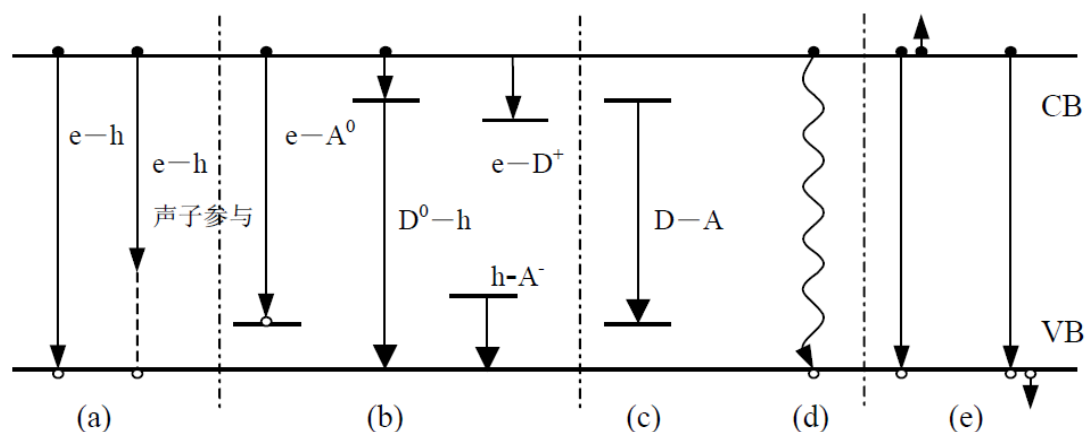 CB
e—h
e—A⁰
e—h
e—D⁺
声子参与
D⁰—h
D—A
h-A⁻
VB
(a)
(b)
(c)
(d)
(e)